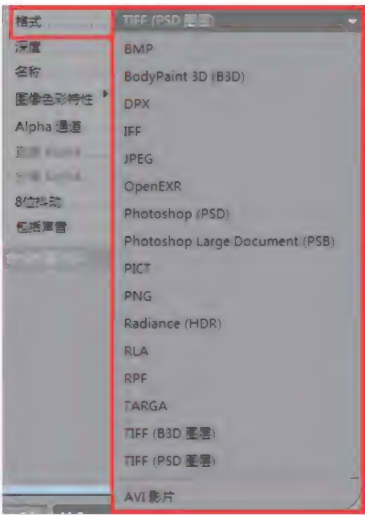 格式
TIFF (PSD 图层)
深度
名称
图像色彩特性
Alpha 通道
8位抖动
包括声音
BMP
BodyPaint 3D (B3D)
DPX
IFF
JPEG
OpenEXR
Photoshop (PSD)
Photoshop Large Document (PSB)
PICT
PNG
Radiance (HDR)
RLA
RPF
TARGA
TIFF (B3D 图层)
TIFF (PSD 图层)
AVI 影片